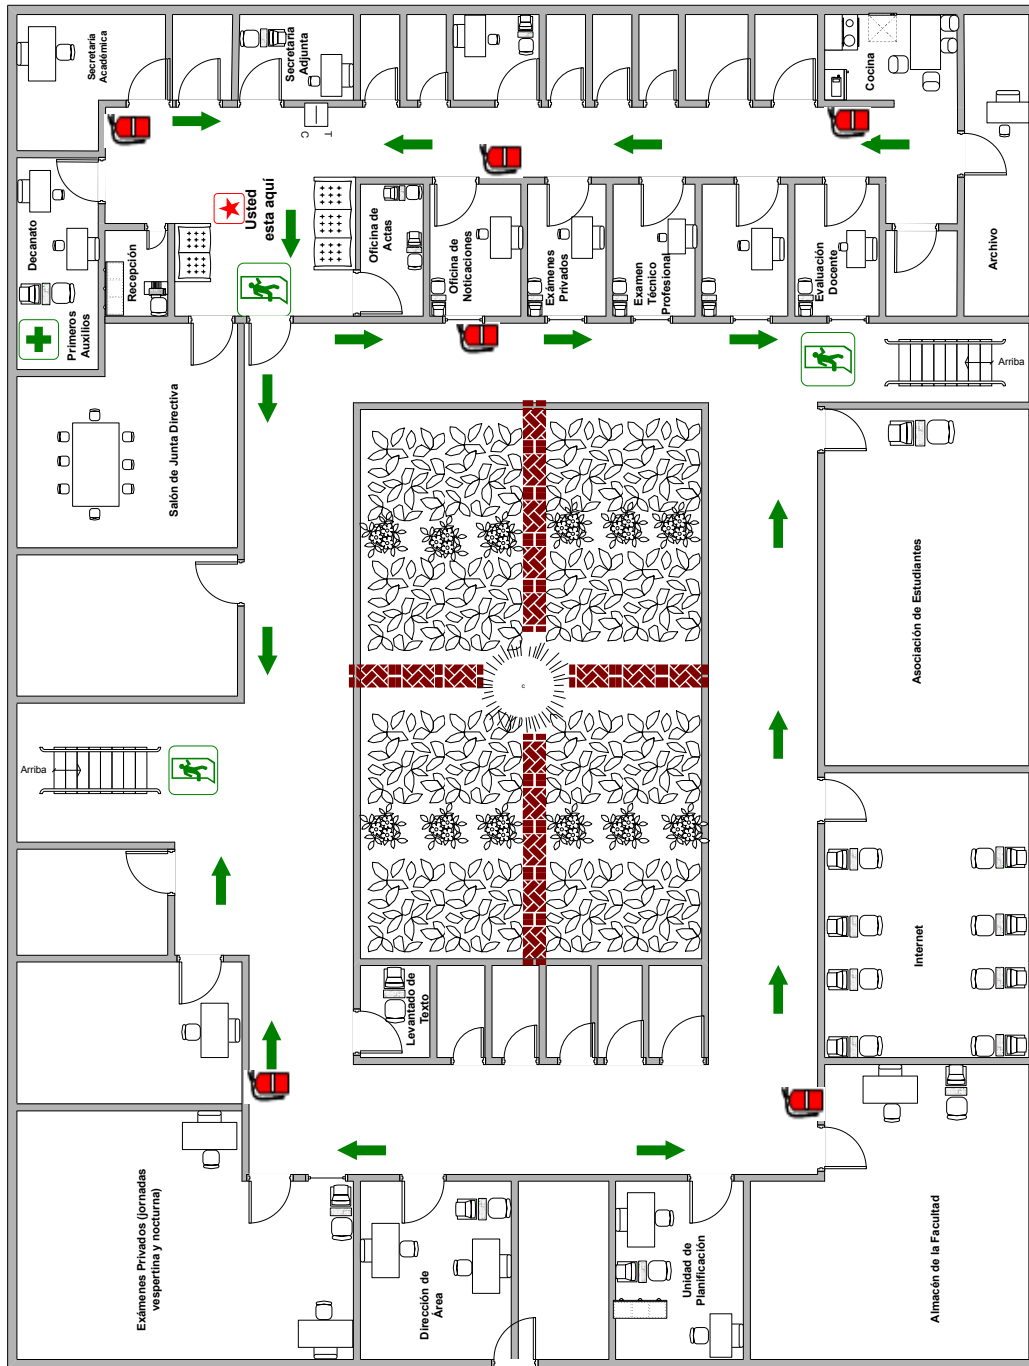 Secretaría
Académica
Secretaria
Adjunta
Cocina
T
C
Usted
esta aquí
Decanato
Recepción
Primeros
Auxilios
Oficina de
Actas
Oficina de
Noticaciones
Exámenes
Privados
Examen
Técnico
Profesional
Evaluación
Docente
Archivo
Arriba
Salón de Junta Directiva
Asociación de Estudiantes
Arriba
c
Internet
Levantado de
Texto
Exámenes Privados (jornadas
vespertina y nocturna)
Dirección de
Área
Unidad de
Planificación
Almacén de la Facultad